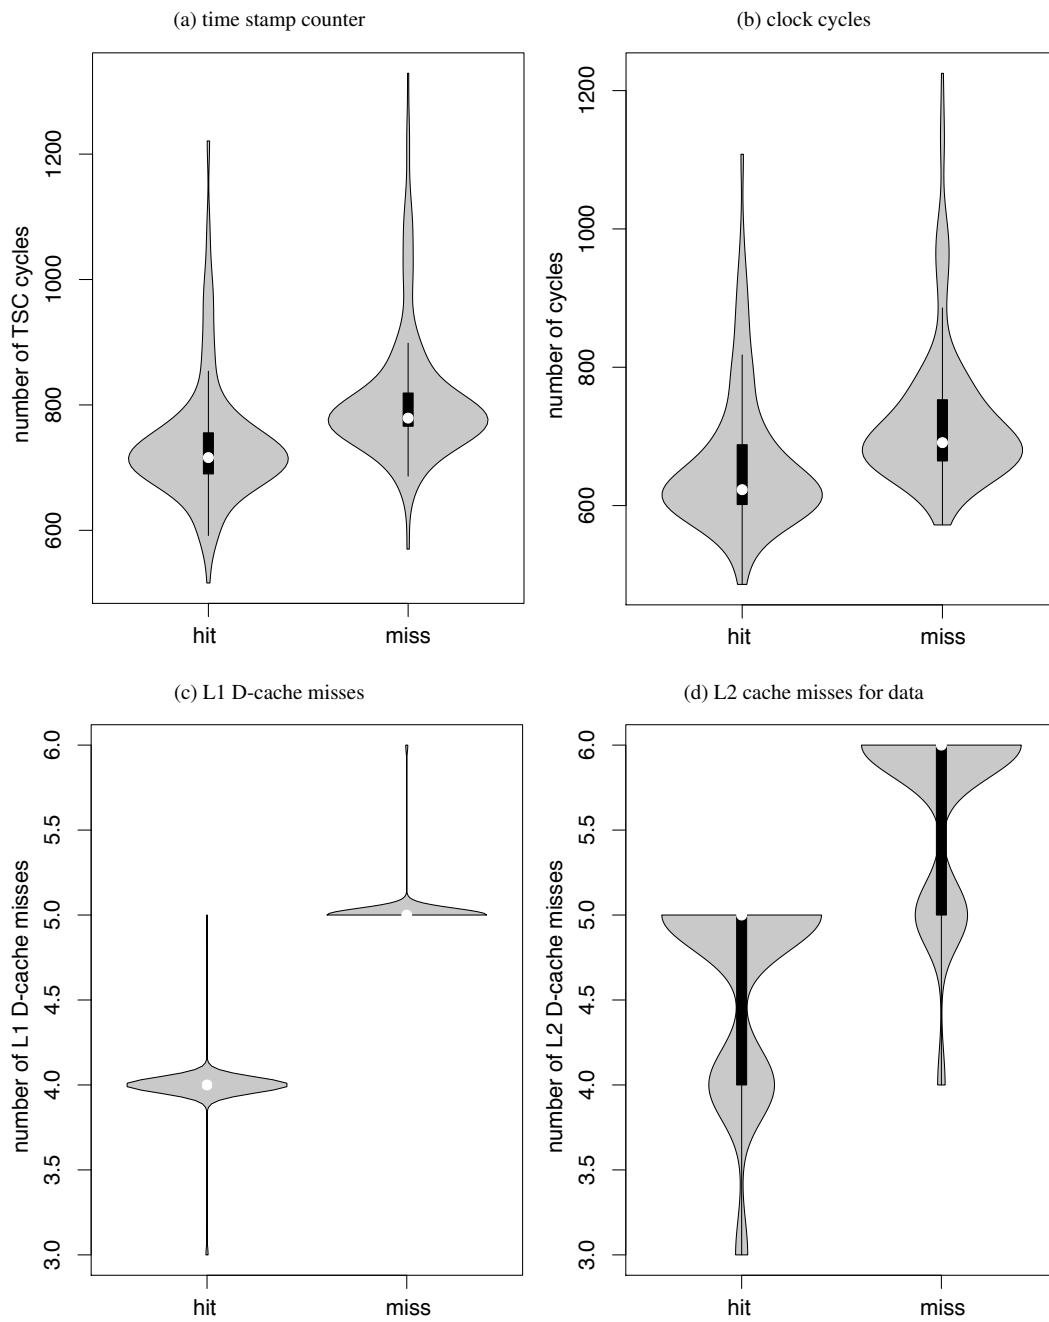 (a) time stamp counter
number of TSC cycles
1200
1000
800
600
hit miss
(b) clock cycles
number of cycles
1200
1000
800
600
hit miss
(c) L1 D-cache misses
number of L1 D-cache misses
6.0
5.5
5.0
4.5
4.0
3.5
3.0
hit miss
(d) L2 cache misses for data
number of L2 D-cache misses
6.0
5.5
5.0
4.5
4.0
3.5
3.0
hit miss